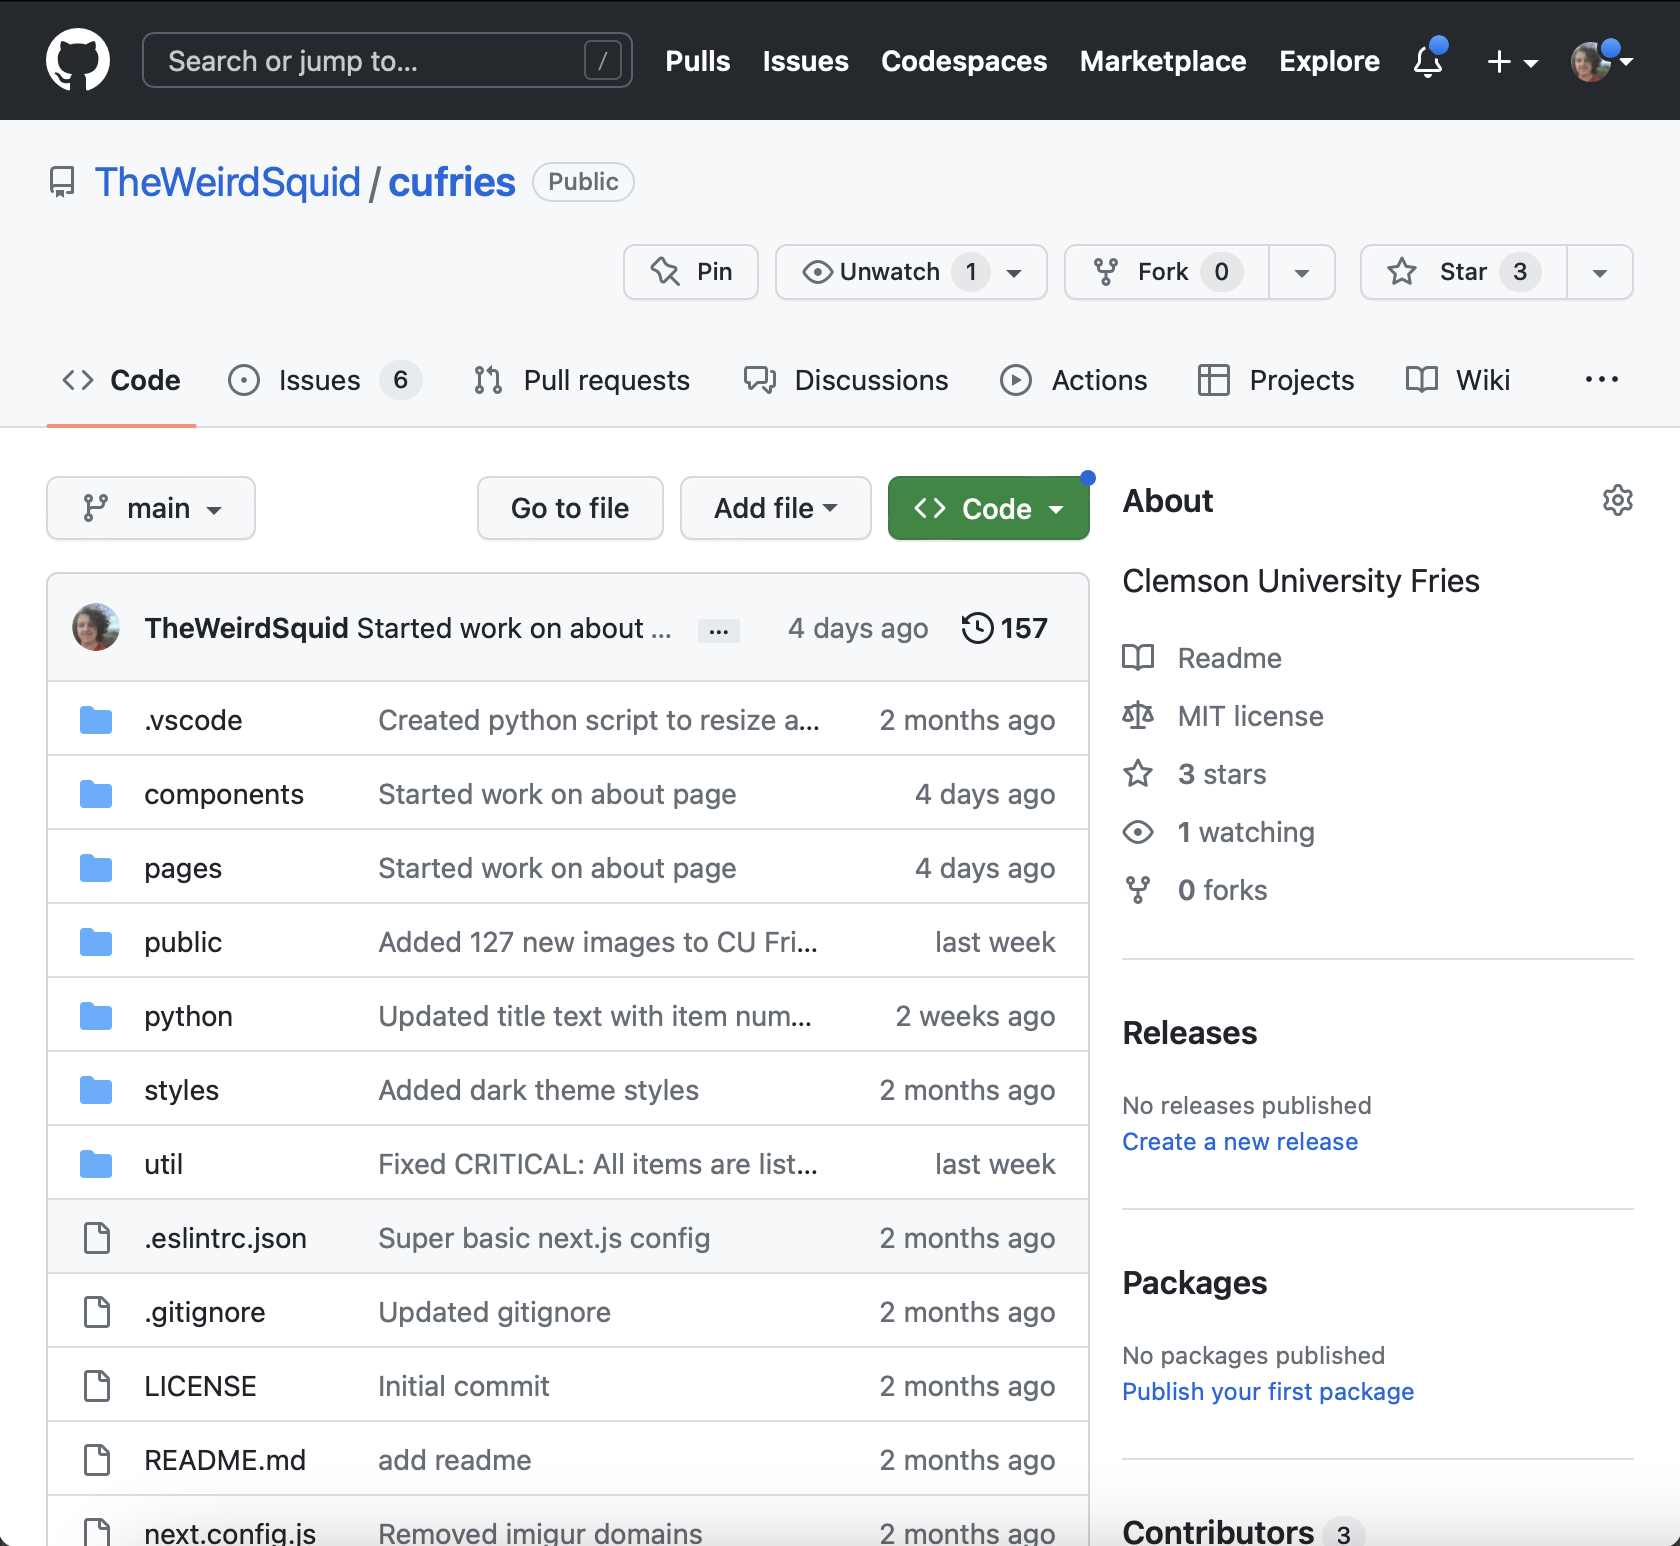 Search or jump to... /
Pulls Issues Codespaces Marketplace Explore
TheWeirdSquid / cufries Public
Pin Unwatch 1 Fork 0 Star 3
Code Issues 6 Pull requests Discussions Actions Projects Wiki ...
main Go to file Add file Code
TheWeirdSquid Started work on about ... ... 4 days ago 157
.vscode Created python script to resize a... 2 months ago
components Started work on about page 4 days ago
pages Started work on about page 4 days ago
public Added 127 new images to CU Fri... last week
python Updated title text with item num... 2 weeks ago
styles Added dark theme styles 2 months ago
util Fixed CRITICAL: All items are list... last week
.eslintrc.json Super basic next.js config 2 months ago
.gitignore Updated gitignore 2 months ago
LICENSE Initial commit 2 months ago
README.md add readme 2 months ago
next.config.js Removed imigur domains 2 months ago
About
Clemson University Fries
Readme
MIT license
3 stars
1 watching
0 forks
Releases
No releases published
Create a new release
Packages
No packages published
Publish your first package
Contributors 3